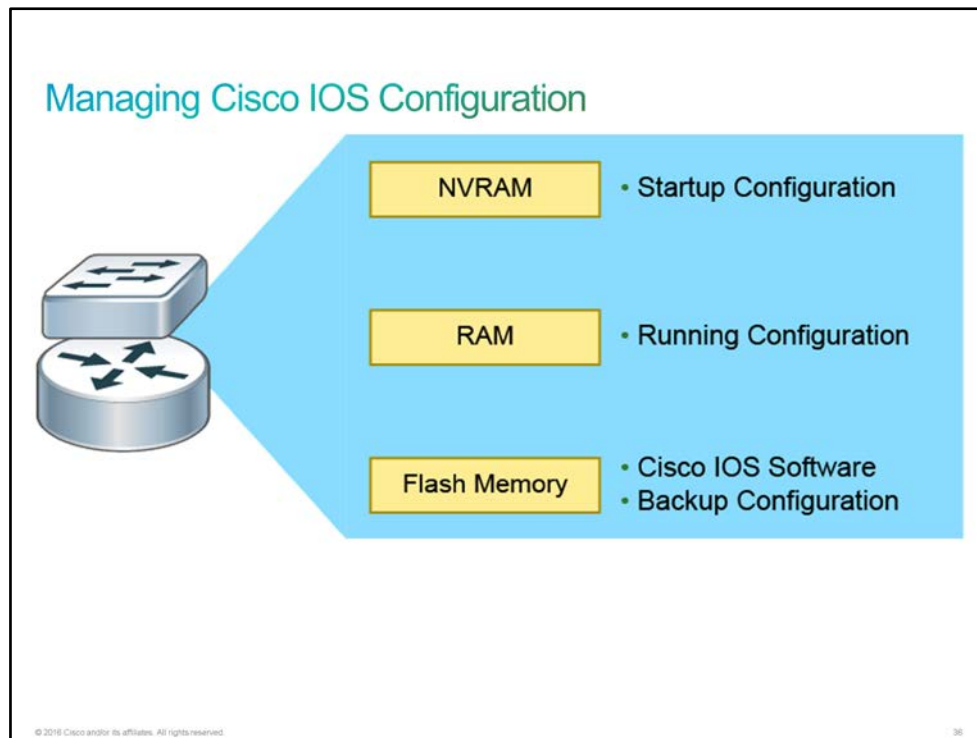 Managing Cisco IOS Configuration
NVRAM
• Startup Configuration
RAM
• Running Configuration
Flash Memory
• Cisco IOS Software
• Backup Configuration
© 2016 Cisco and/or its affiliates. All rights reserved.
36